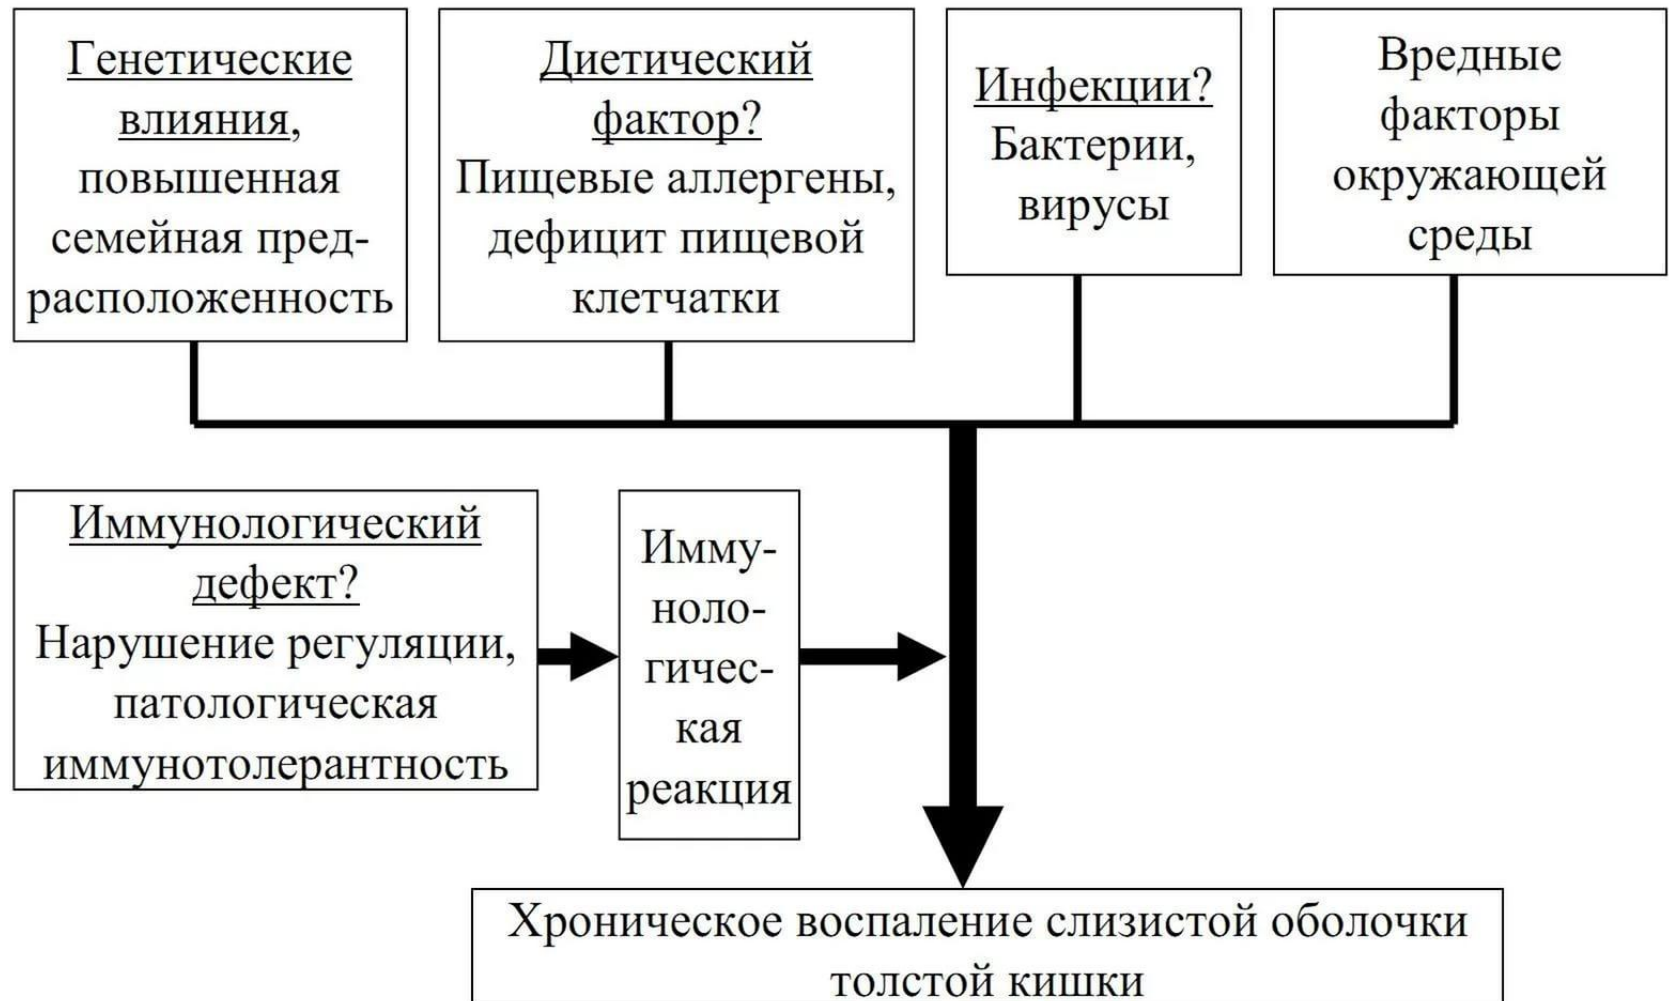 Генетические
влияния,
повышенная
семейная пред-
расположенность
Диетический
фактор?
Пищевые аллергены,
дефицит пищевой
клетчатки
Инфекции?
Бактерии,
вирусы
Вредные
факторы
окружающей
среды
Иммунологический
дефект?
Нарушение регуляции,
патологическая
иммунотолерантность
Имму-
ноло-
гичес-
кая
реакция
Хроническое воспаление слизистой оболочки
толстой кишки